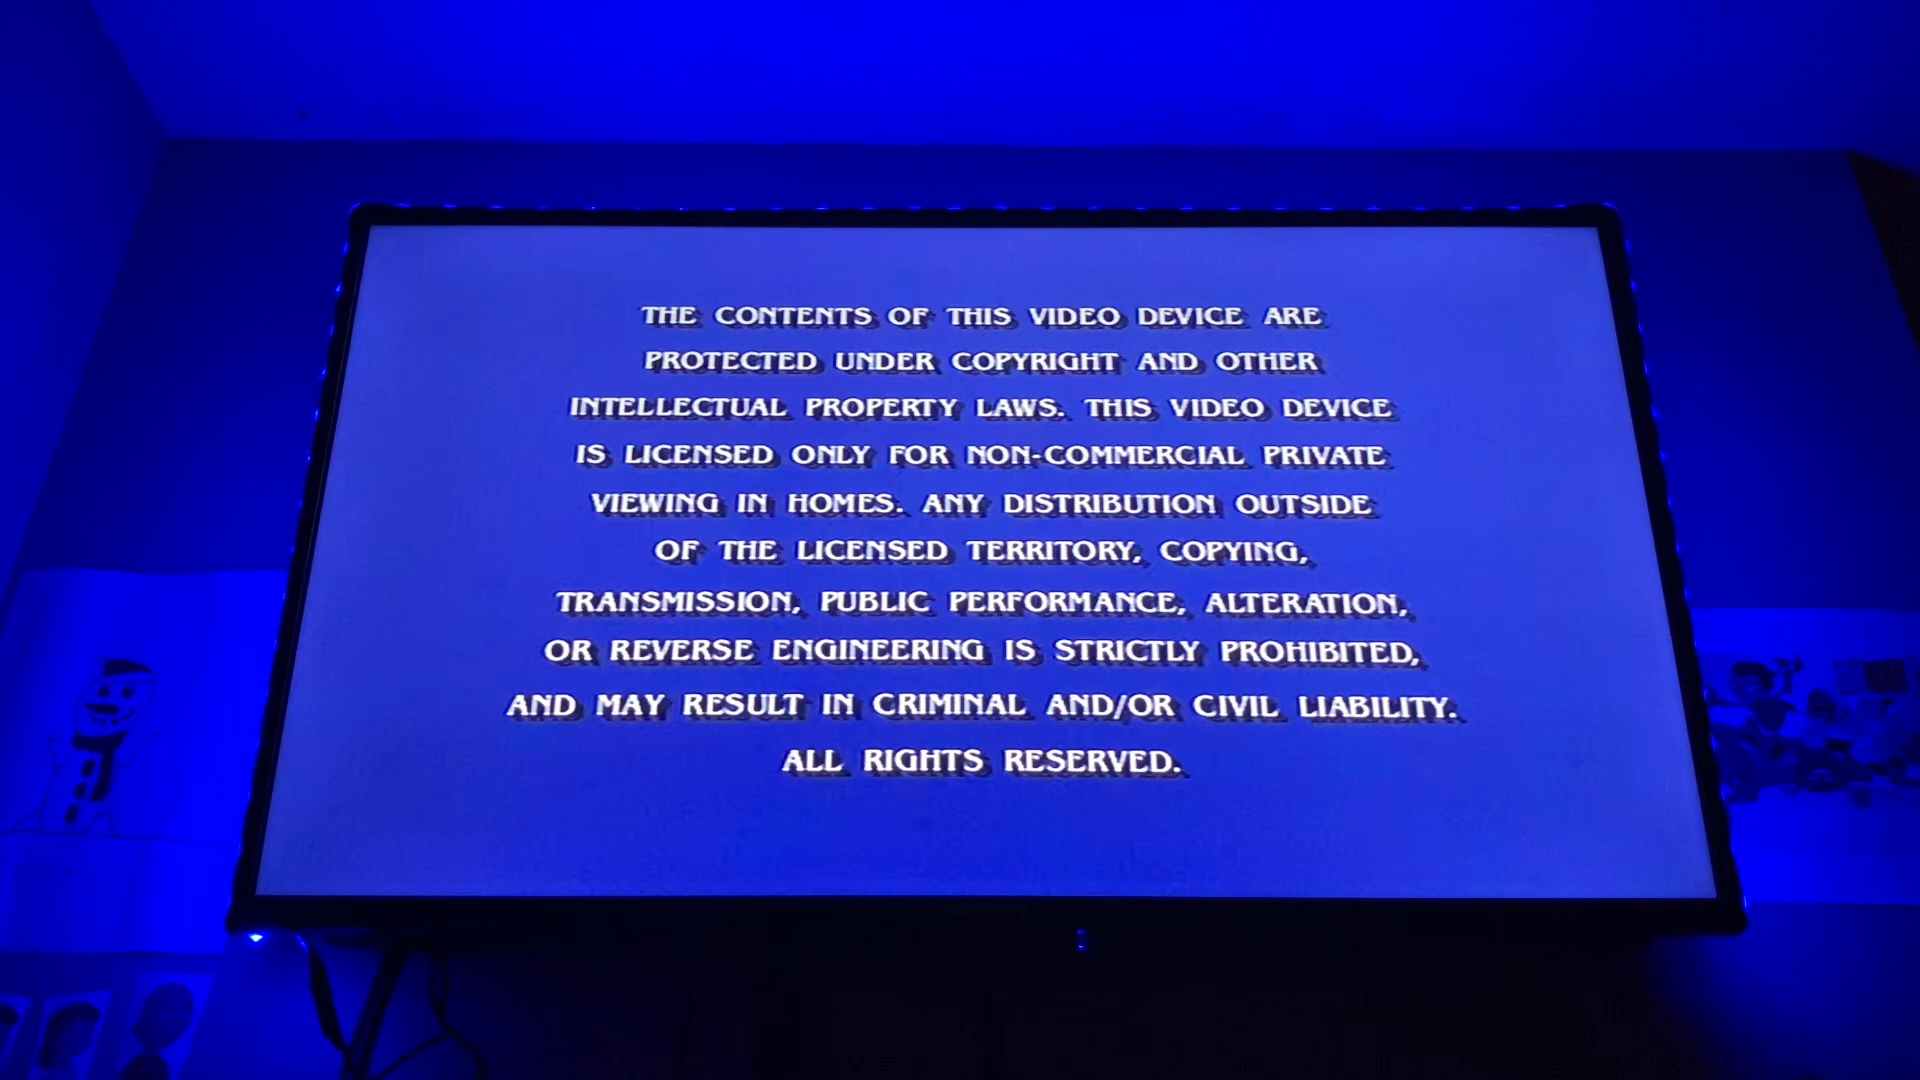 THE CONTENTS OF THIS VIDEO DEVICE ARE
PROTECTED UNDER COPYRIGHT AND OTHER
INTELLECTUAL PROPERTY LAWS. THIS VIDEO DEVICE
IS LICENSED ONLY FOR NON-COMMERCIAL PRIVATE
VIEWING IN HOMES. ANY DISTRIBUTION OUTSIDE
OF THE LICENSED TERRITORY, COPYING,
TRANSMISSION, PUBLIC PERFORMANCE, ALTERATION,
OR REVERSE ENGINEERING IS STRICTLY PROHIBITED,
AND MAY RESULT IN CRIMINAL AND/OR CIVIL LIABILITY.
ALL RIGHTS RESERVED.